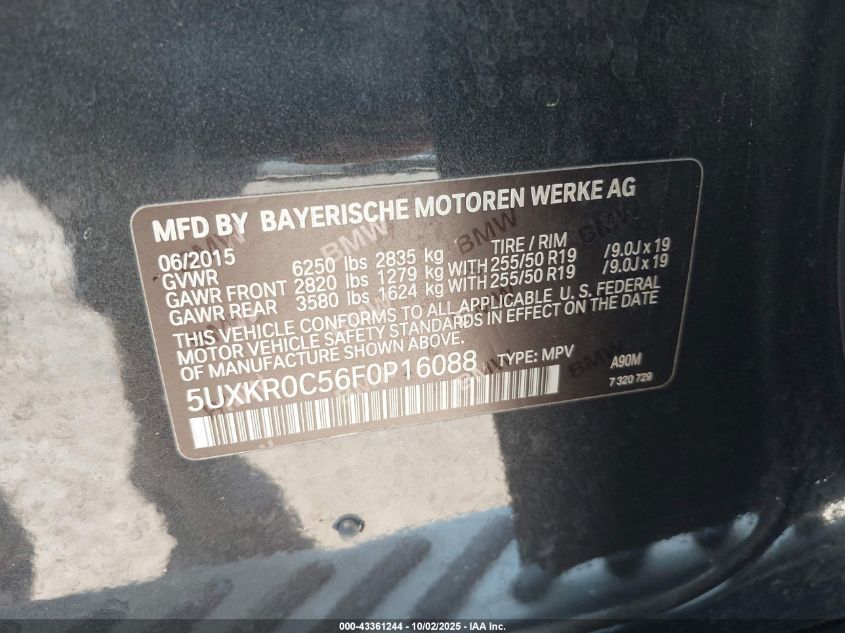 MFD BY BAYERISCHE MOTOREN WERKE AG
06/2015 TIRE / RIM
GVWR 6250 lbs 2835 kg
GAWR FRONT 2820 lbs 1279 kg WITH 255/50 R19 /9.0J x 19
GAWR REAR 3580 lbs 1624 kg WITH 255/50 R19 /9.0J x 19
THIS VEHICLE CONFORMS TO ALL APPLICABLE U. S. FEDERAL
MOTOR VEHICLE SAFETY STANDARDS IN EFFECT ON THE DATE
OF MANUFACTURE SHOWN ABOVE.
5UXKR0C56F0P16088 TYPE: MPV A90M
7 320 729
000-43361244 - 10/02/2025 - IAA Inc.